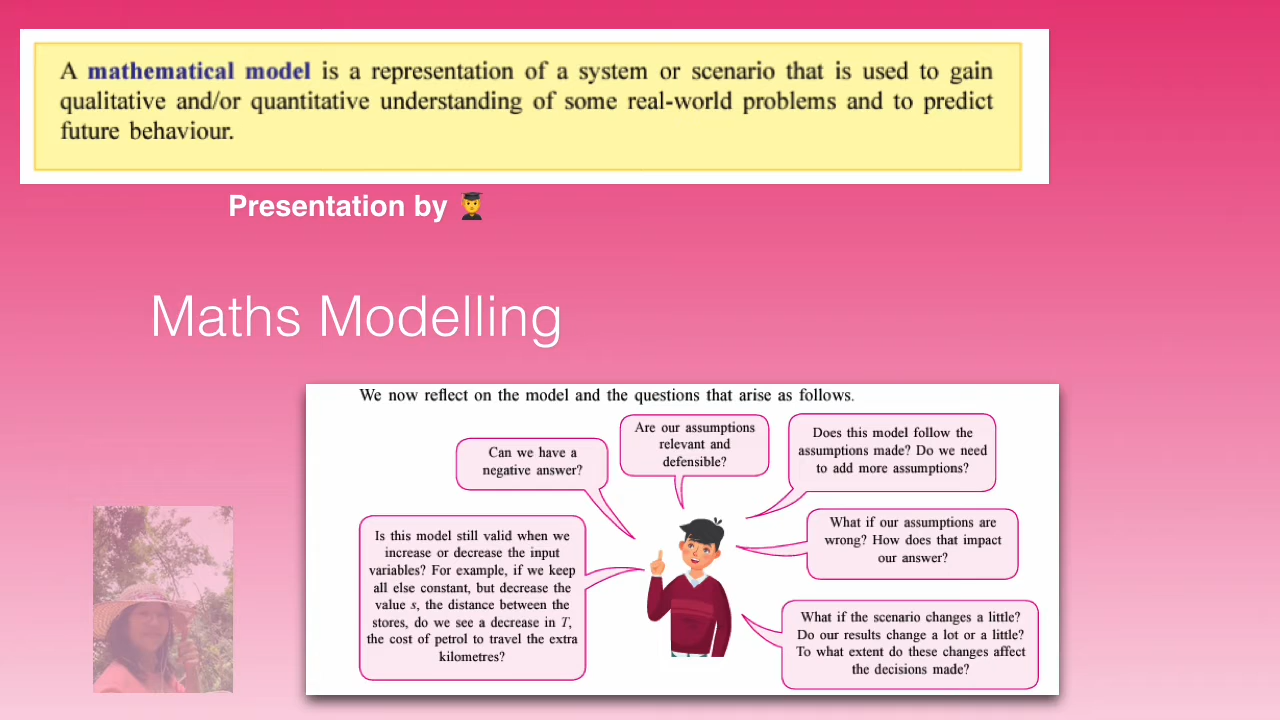 A mathematical model is a representation of a system or scenario that is used to gain
qualitative and/or quantitative understanding of some real-world problems and to predict
future behaviour.
Presentation by 👨‍🎓
Maths Modelling
We now reflect on the model and the questions that arise as follows.
Can we have a
negative answer?
Are our assumptions
relevant and
defensible?
Does this model follow the
assumptions made? Do we need
to add more assumptions?
Is this model still valid when we
increase or decrease the input
variables? For example, if we keep
all else constant, but decrease the
value s, the distance between the
stores, do we see a decrease in T,
the cost of petrol to travel the extra
kilometres?
What if our assumptions are
wrong? How does that impact
our answer?
What if the scenario changes a little?
Do our results change a lot or a little?
To what extent do these changes affect
the decisions made?